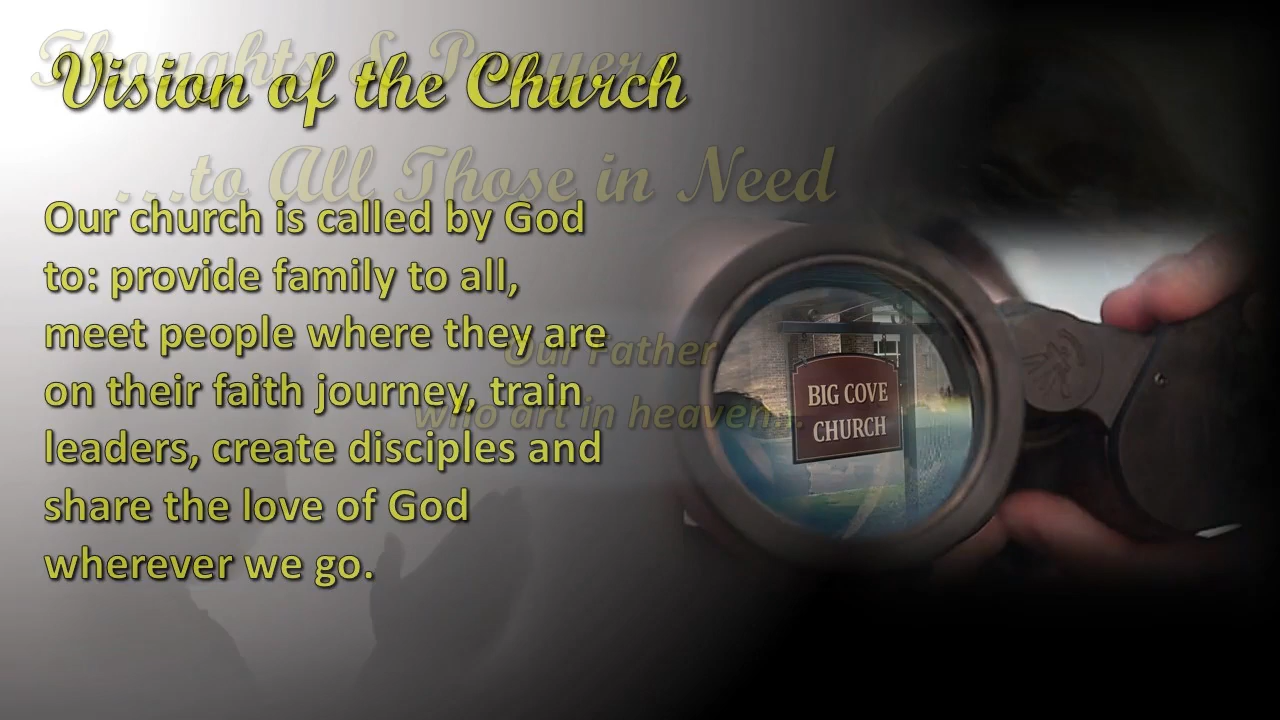 Thoughts & Prayers
Vision of the Church
...to All Those in Need
Our church is called by God
to: provide family to all,
meet people where they are
on their faith journey, train
leaders, create disciples and
share the love of God
wherever we go.
Our Father
who art in heaven...
BIG COVE
CHURCH